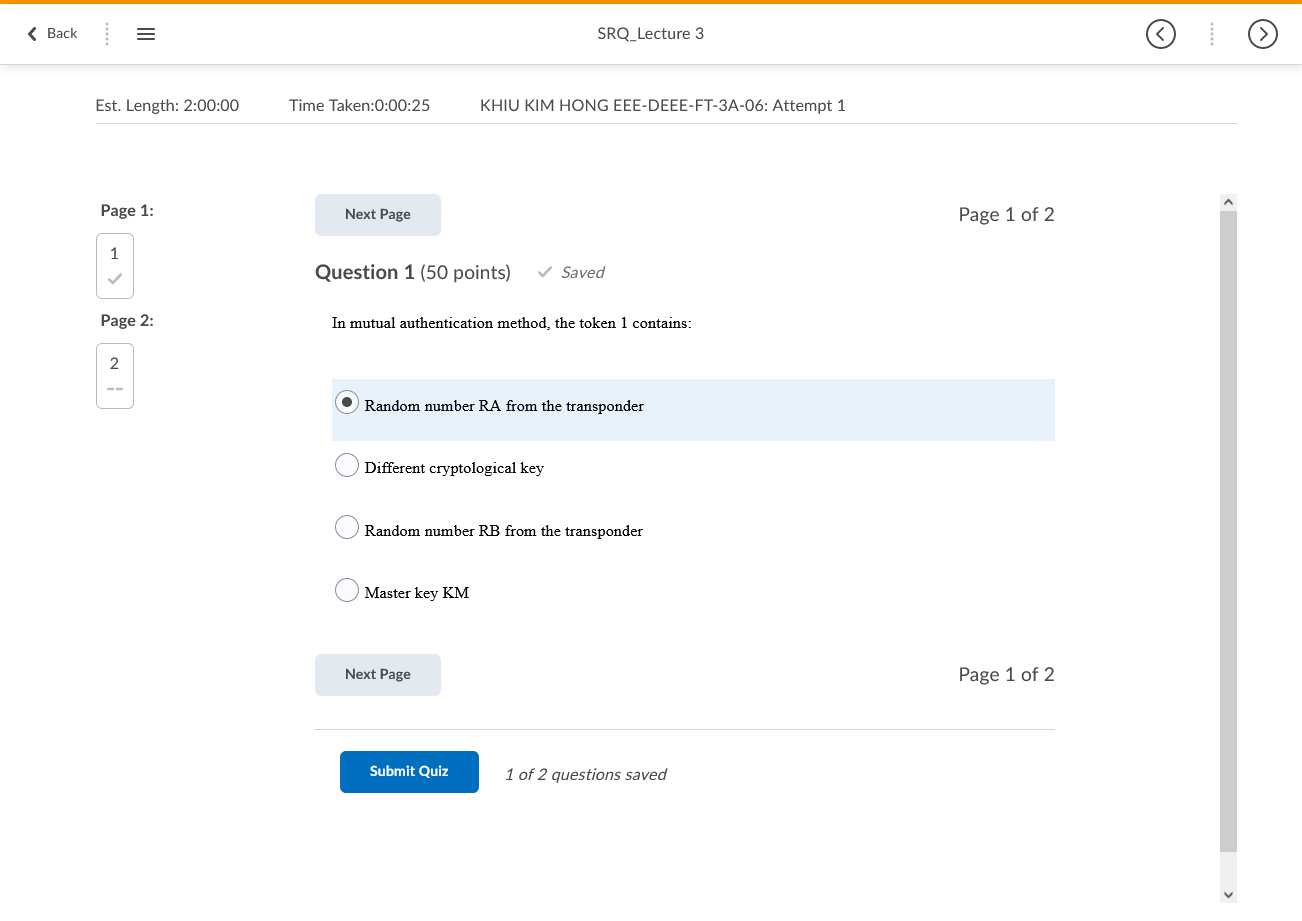 Back
SRQ_Lecture 3
Est. Length: 2:00:00 Time Taken:0:00:25 KHIU KIM HONG EEE-DEEE-FT-3A-06: Attempt 1
Page 1:
1
Page 2:
2
--
Next Page
Page 1 of 2
Question 1 (50 points)
Saved
In mutual authentication method, the token 1 contains:
Random number RA from the transponder
Different cryptological key
Random number RB from the transponder
Master key KM
Next Page
Page 1 of 2
Submit Quiz
1 of 2 questions saved